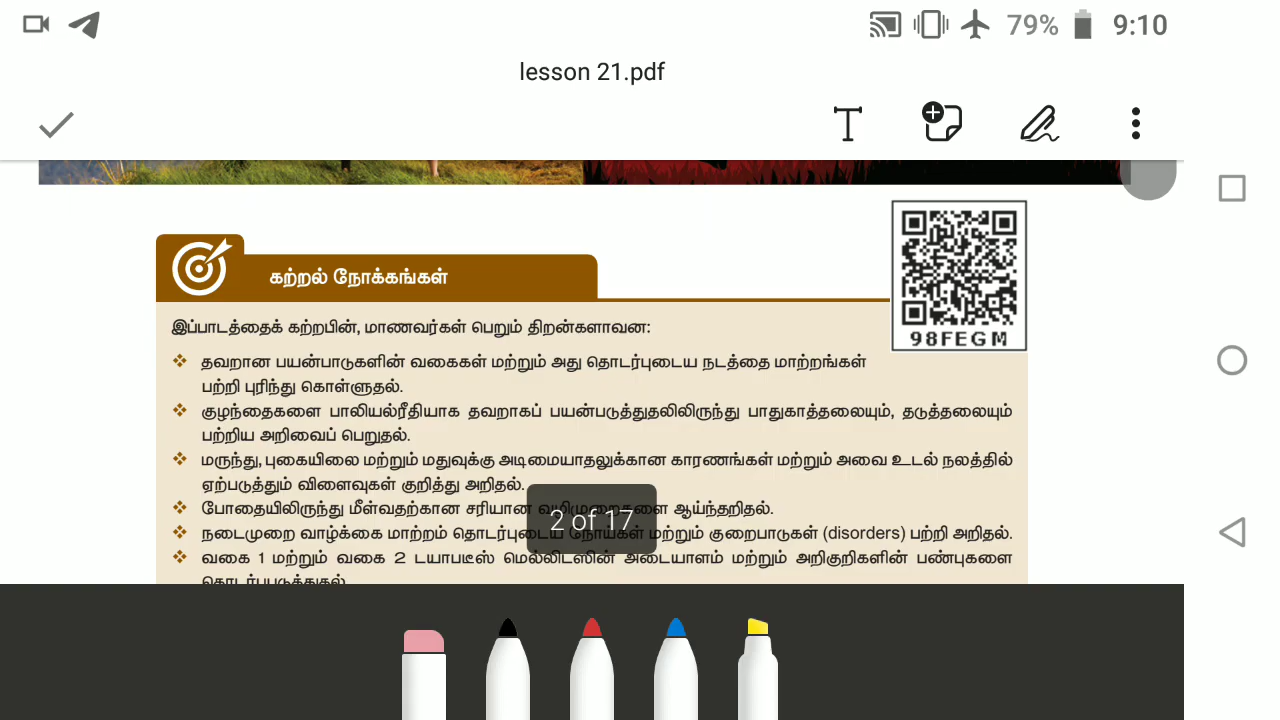 79% 9:10
lesson 21.pdf
98FEGM
கற்றல் நோக்கங்கள்
இப்பாடத்தைக் கற்றபின், மாணவர்கள் பெறும் திறன்களாவன:
தவறான பயன்பாடுகளின் வகைகள் மற்றும் அது தொடர்புடைய நடத்தை மாற்றங்கள்
பற்றி புரிந்து கொள்ளுதல்.
குழந்தைகளை பாலியல்ரீதியாக தவறாகப் பயன்படுத்துதலிலிருந்து பாதுகாத்தலையும், தடுத்தலையும்
பற்றிய அறிவைப் பெறுதல்.
மருந்து, புகையிலை மற்றும் மதுவுக்கு அடிமையாதலுக்கான காரணங்கள் மற்றும் அவை உடல் நலத்தில்
ஏற்படுத்தும் விளைவுகள் குறித்து அறிதல்.
போதையிலிருந்து மீள்வதற்கான சரியான வழிமுறைகளை ஆய்ந்தறிதல்.
2 of 17
நடைமுறை வாழ்க்கை மாற்றம் தொடர்புடைய நோய்கள் மற்றும் குறைபாடுகள் (disorders) பற்றி அறிதல்.
வகை 1 மற்றும் வகை 2 டயாபடீஸ் மெல்லிடஸின் அடையாளம் மற்றும் அறிகுறிகளின் பண்புகளை